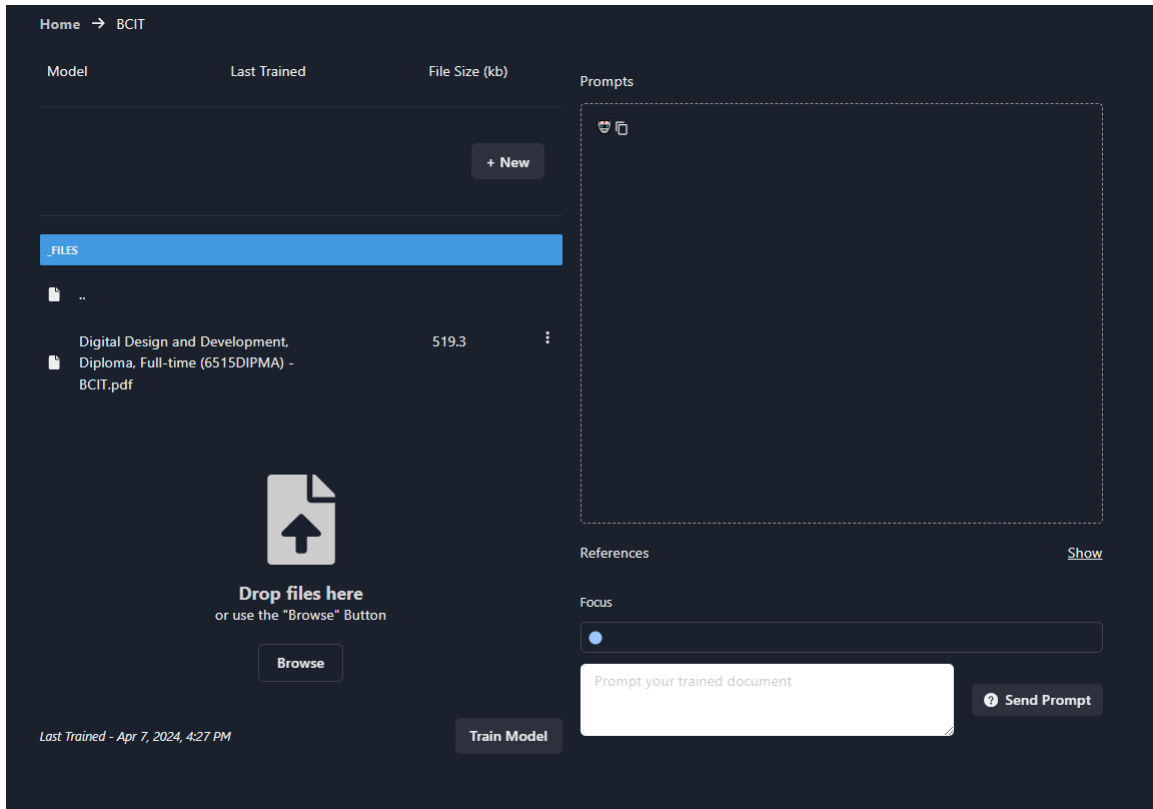 Home → BCIT
Model Last Trained File Size (kb)
+ New
_FILES
..
Digital Design and Development,
Diploma, Full-time (6515DIPMA) -
BCIT.pdf
519.3
Drop files here
or use the "Browse" Button
Browse
Last Trained - Apr 7, 2024, 4:27 PM
Train Model
Prompts
References Show
Focus
Prompt your trained document
Send Prompt